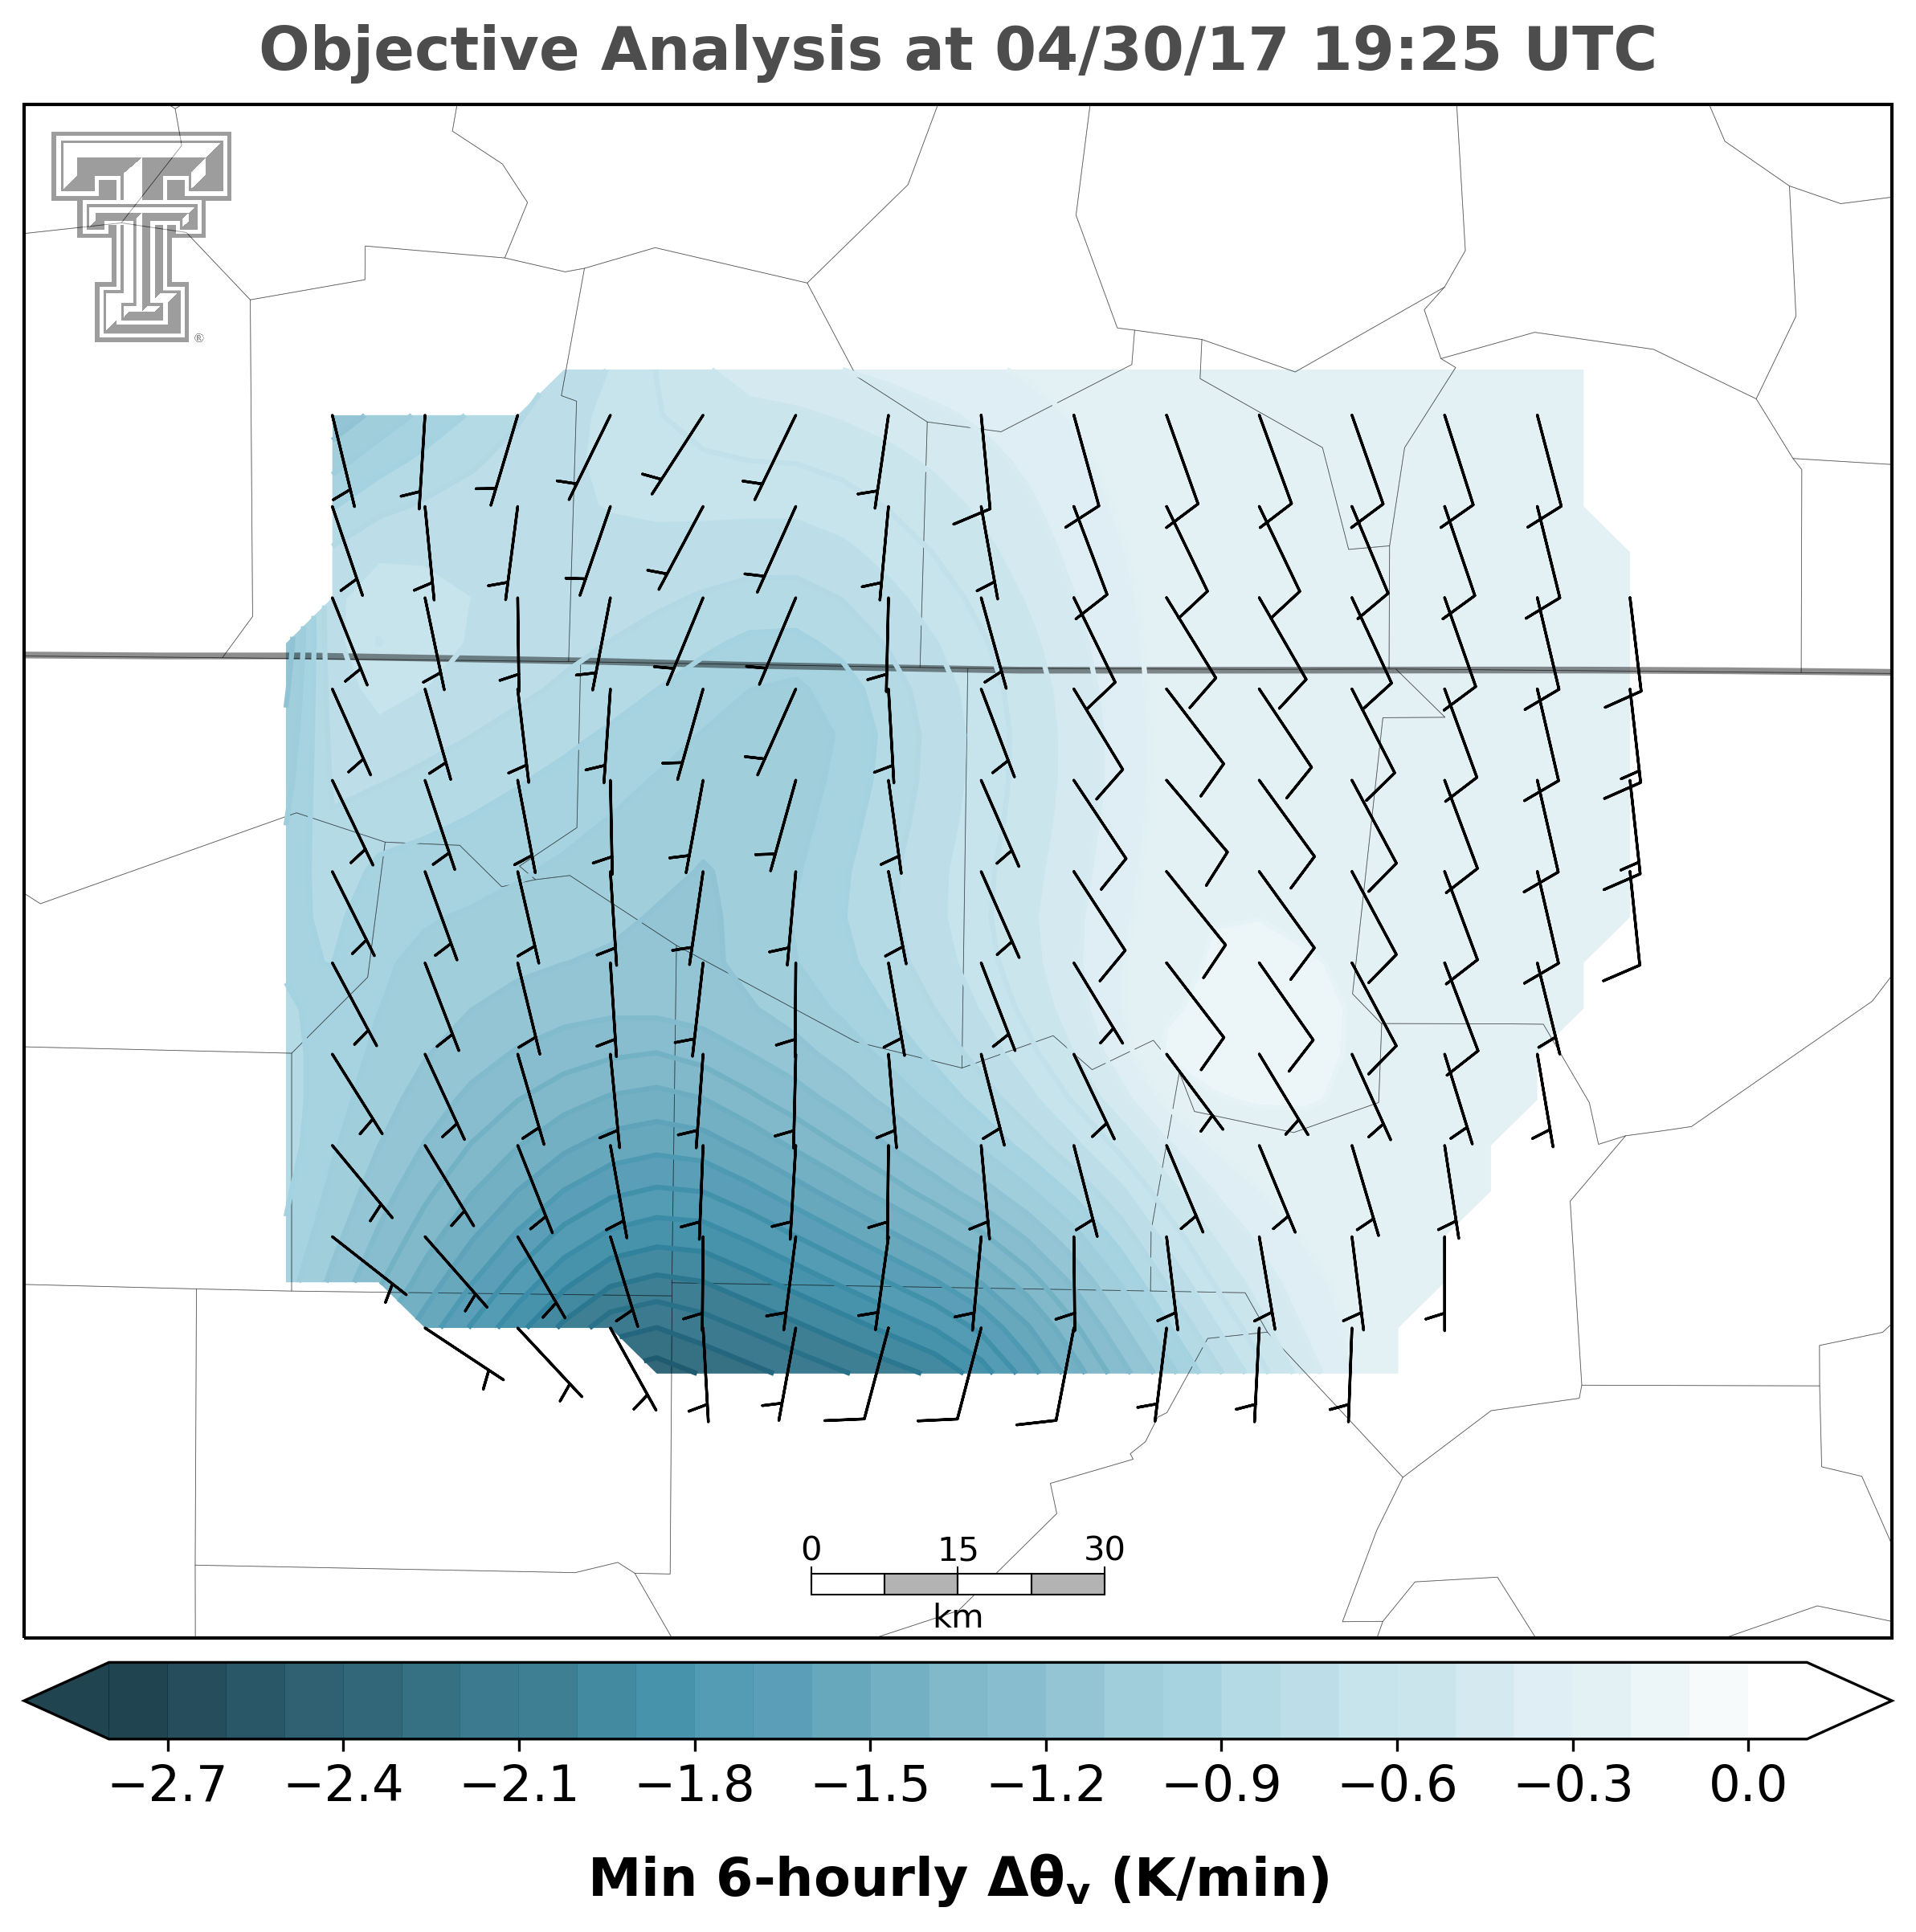 Objective Analysis at 04/30/17 19:25 UTC
®
0 15 30
km
−2.7 −2.4 −2.1 −1.8 −1.5 −1.2 −0.9 −0.6 −0.3 0.0
Min 6-hourly Δθv (K/min)